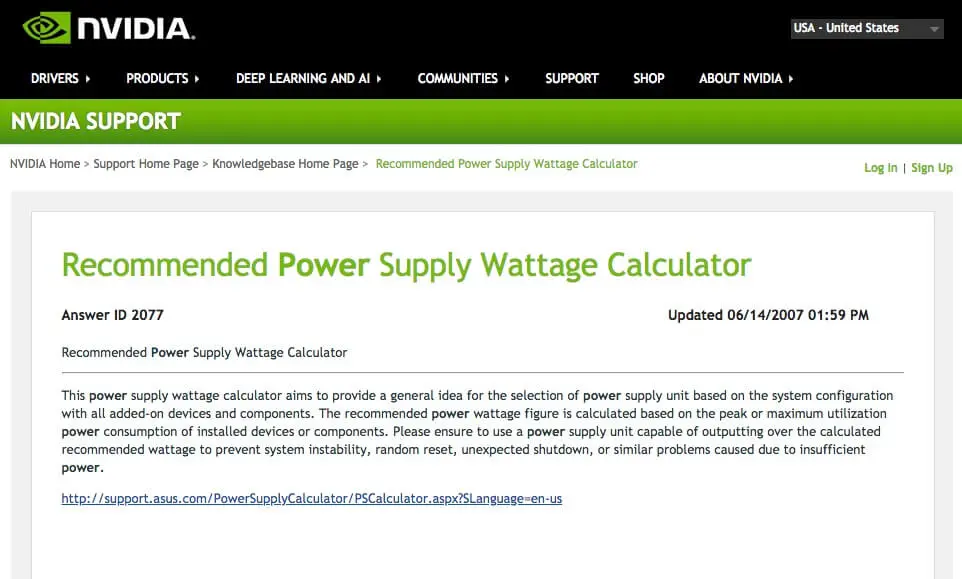 NVIDIA.
USA - United States
DRIVERS PRODUCTS DEEP LEARNING AND AI COMMUNITIES SUPPORT SHOP ABOUT NVIDIA
NVIDIA SUPPORT
NVIDIA Home > Support Home Page > Knowledgebase Home Page > Recommended Power Supply Wattage Calculator
Log In | Sign Up
Recommended Power Supply Wattage Calculator
Answer ID 2077
Updated 06/14/2007 01:59 PM
Recommended Power Supply Wattage Calculator
This power supply wattage calculator aims to provide a general idea for the selection of power supply unit based on the system configuration
with all added-on devices and components. The recommended power wattage figure is calculated based on the peak or maximum utilization
power consumption of installed devices or components. Please ensure to use a power supply unit capable of outputting over the calculated
recommended wattage to prevent system instability, random reset, unexpected shutdown, or similar problems caused due to insufficient
power.
http://support.asus.com/PowerSupplyCalculator/PSCalculator.aspx?SLanguage=en-us